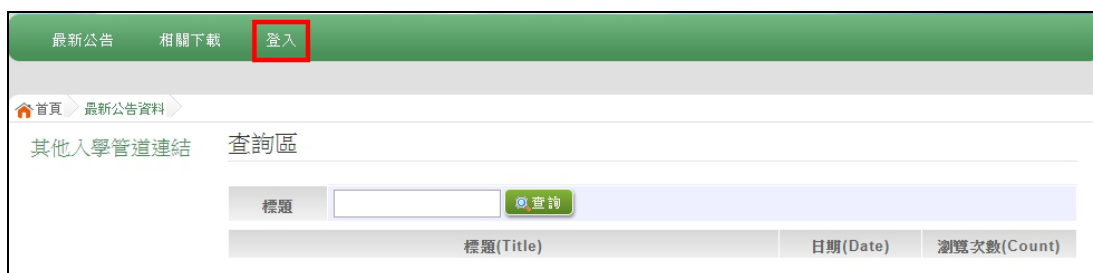 最新公告 相關下載 登入
首頁 最新公告資料
其他入學管道連結 查詢區
標題 查詢
標題(Title) 日期(Date) 瀏覽次數(Count)